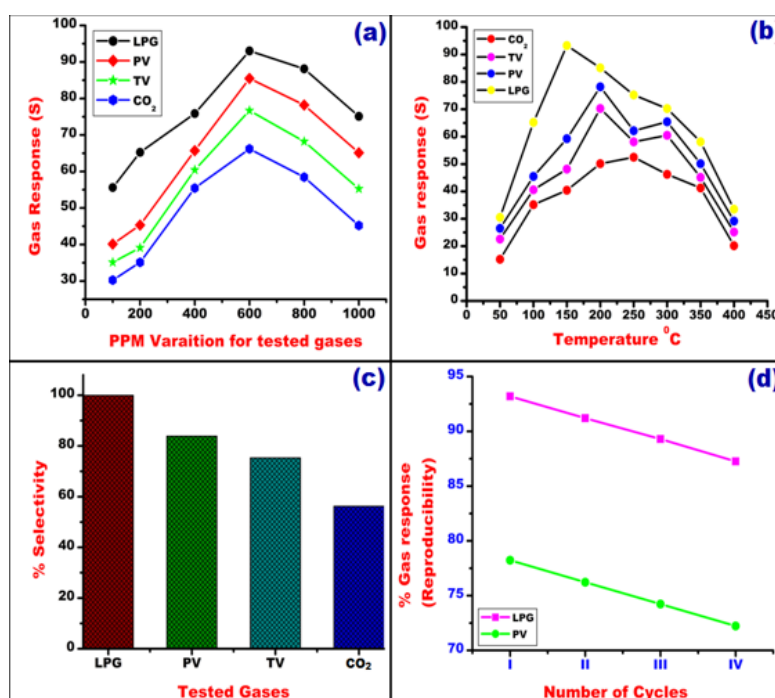 (a)
LPG
PV
TV
CO₂
Gas Response (S)
100
90
80
70
60
50
40
30
0 200 400 600 800 1000
PPM Varaition for tested gases
(b)
CO₂
TV
PV
LPG
Gas response (S)
100
90
80
70
60
50
40
30
20
10
0
0 50 100 150 200 250 300 350 400 450
Temperature ⁰C
(c)
% Selectivity
100
80
60
40
20
0
LPG PV TV CO₂
Tested Gases
(d)
% Gas response
(Reproducibility)
95
90
85
80
75
70
LPG
PV
I II III IV
Number of Cycles